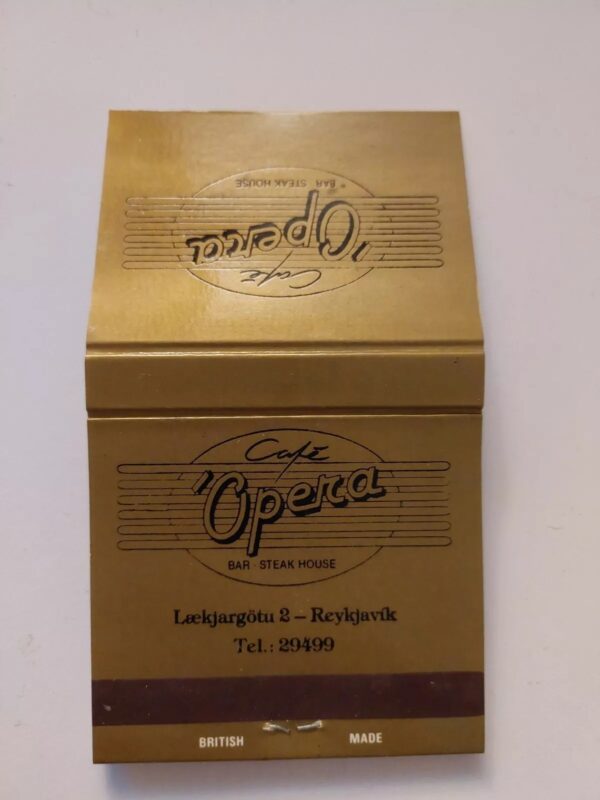 BAR · STEAK HOUSE
'Opera
Café
Café
'Opera
BAR · STEAK HOUSE
Lækjargötu 2 – Reykjavík
Tel.: 29499
BRITISH MADE